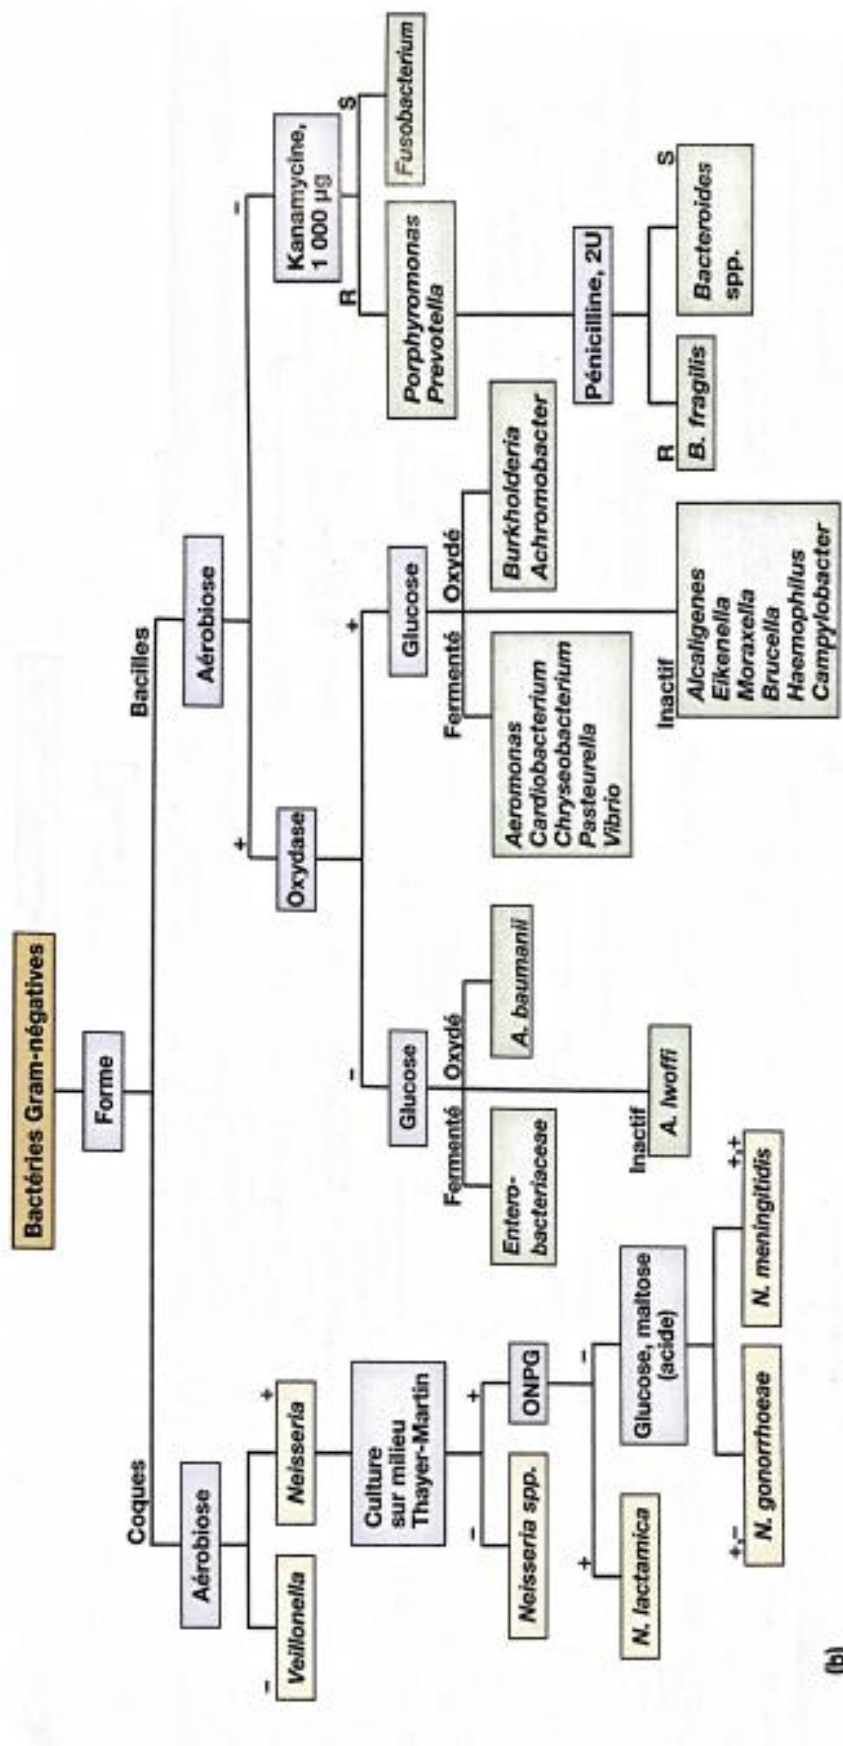 Bactéries Gram-négatives
Forme
Coques
Bacilles
Aérobiose
Aérobiose
–
+
+
–
Veillonella
Neisseria
Oxydase
Kanamycine,
1 000 µg
Culture
sur milieu
Thayer-Martin
–
+
R
S
Glucose
Glucose
Porphyromonas
Prevotella
Fusobacterium
–
+
Fermenté
Oxydé
Fermenté
Oxydé
Neisseria spp.
ONPG
Entero-
bacteriaceae
A. baumanii
Aeromonas
Cardiobacterium
Chryseobacterium
Pasteurella
Vibrio
Burkholderia
Achromobacter
Pénicilline, 2U
+
–
Inactif
Inactif
R
S
N. lactamica
Glucose, maltose
(acide)
A. lwoffi
Alcaligenes
Eikenella
Moraxella
Brucella
Haemophilus
Campylobacter
B. fragilis
Bacteroides
spp.
+,–
+,+
N. gonorrhoeae
N. meningitidis
(b)